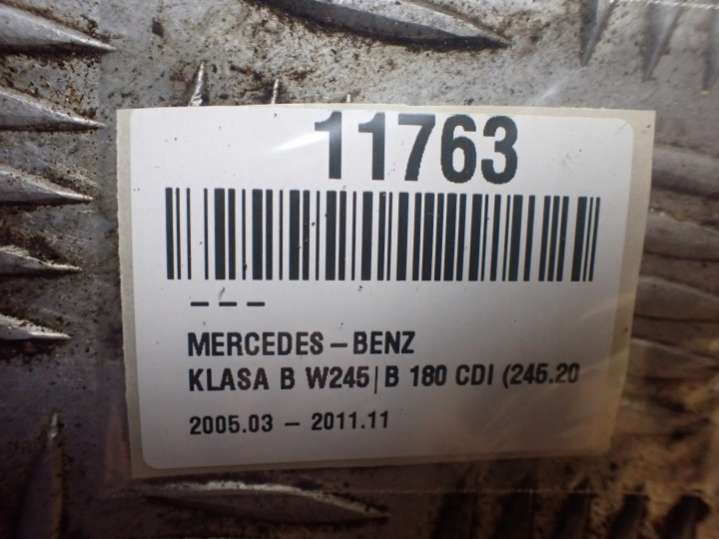 11763
---
MERCEDES-BENZ
KLASA B W245|B 180 CDI (245.20
2005.03 - 2011.11